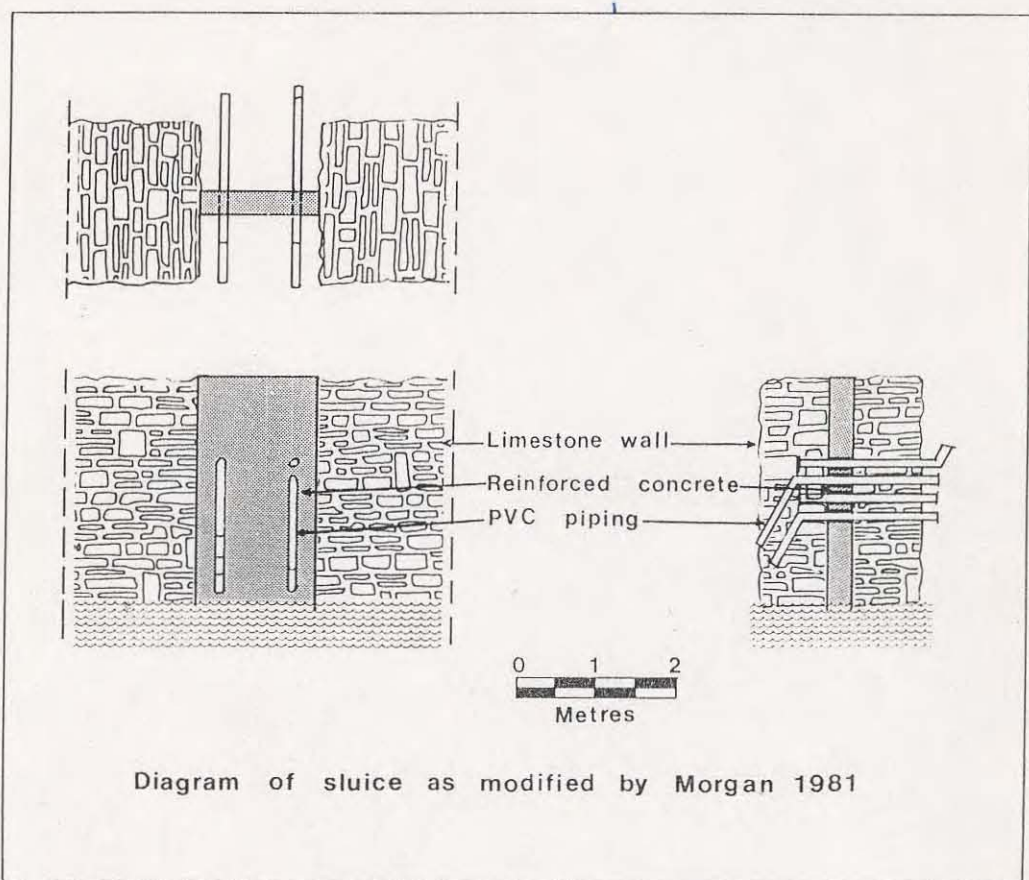 Limestone wall
Reinforced concrete
PVC piping
0 1 2
Metres
Diagram of sluice as modified by Morgan 1981